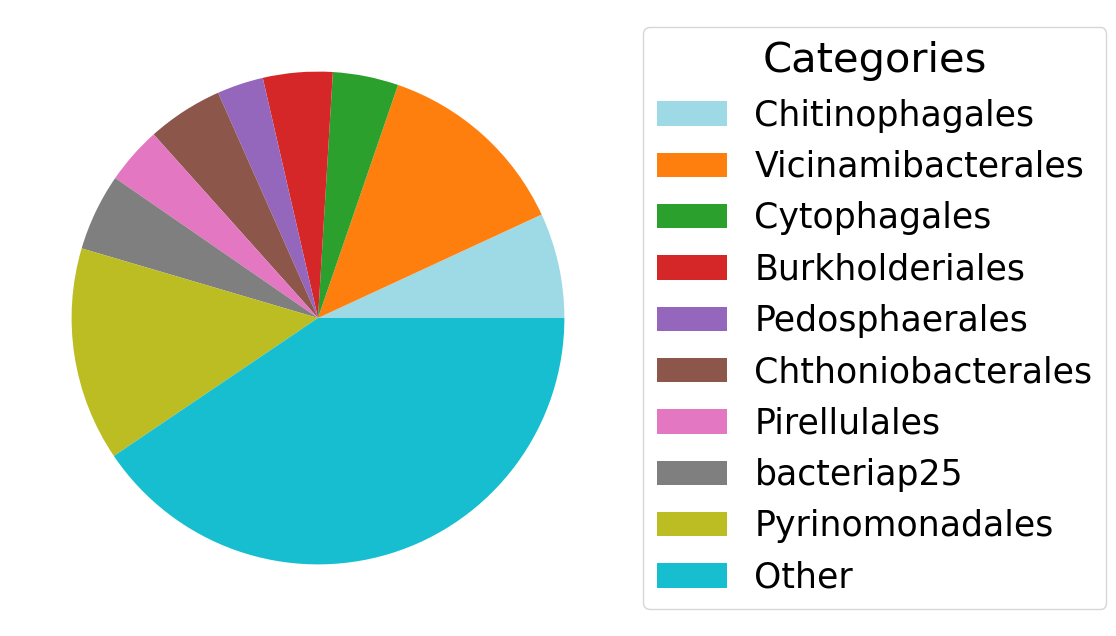 Categories
Chitinophagales
Vicinamibacterales
Cytophagales
Burkholderiales
Pedosphaerales
Chthoniobacterales
Pirellulales
bacteriap25
Pyrinomonadales
Other